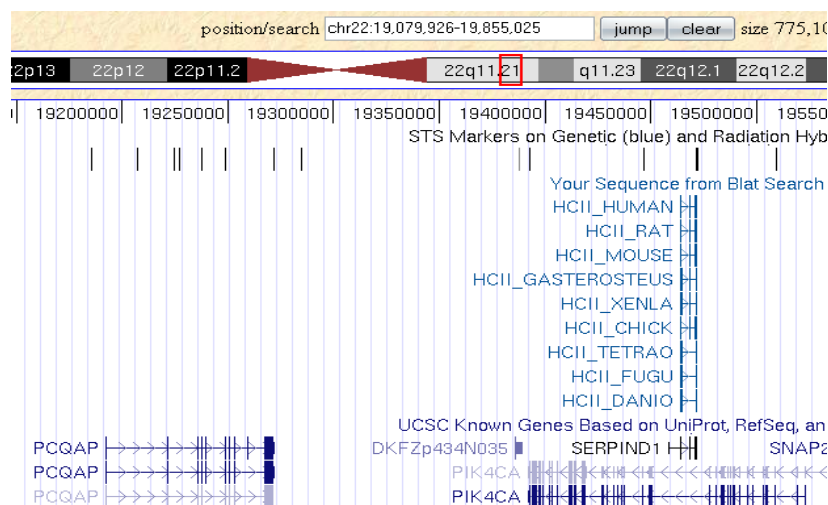 position/search chr22:19,079,926-19,855,025 jump clear size 775,10
2p13 22p12 22p11.2 22q11.21 q11.23 22q12.1 22q12.2
19200000 19250000 19300000 19350000 19400000 19450000 19500000 19550
STS Markers on Genetic (blue) and Radiation Hyb
Your Sequence from Blat Search
HCII_HUMAN
HCII_RAT
HCII_MOUSE
HCII_GASTEROSTEUS
HCII_XENLA
HCII_CHICK
HCII_TETRAO
HCII_FUGU
HCII_DANIO
UCSC Known Genes Based on UniProt, RefSeq, an
PCQAP DKFZp434N035 SERPIND1 SNAP2
PCQAP PIK4CA
PCQAP PIK4CA